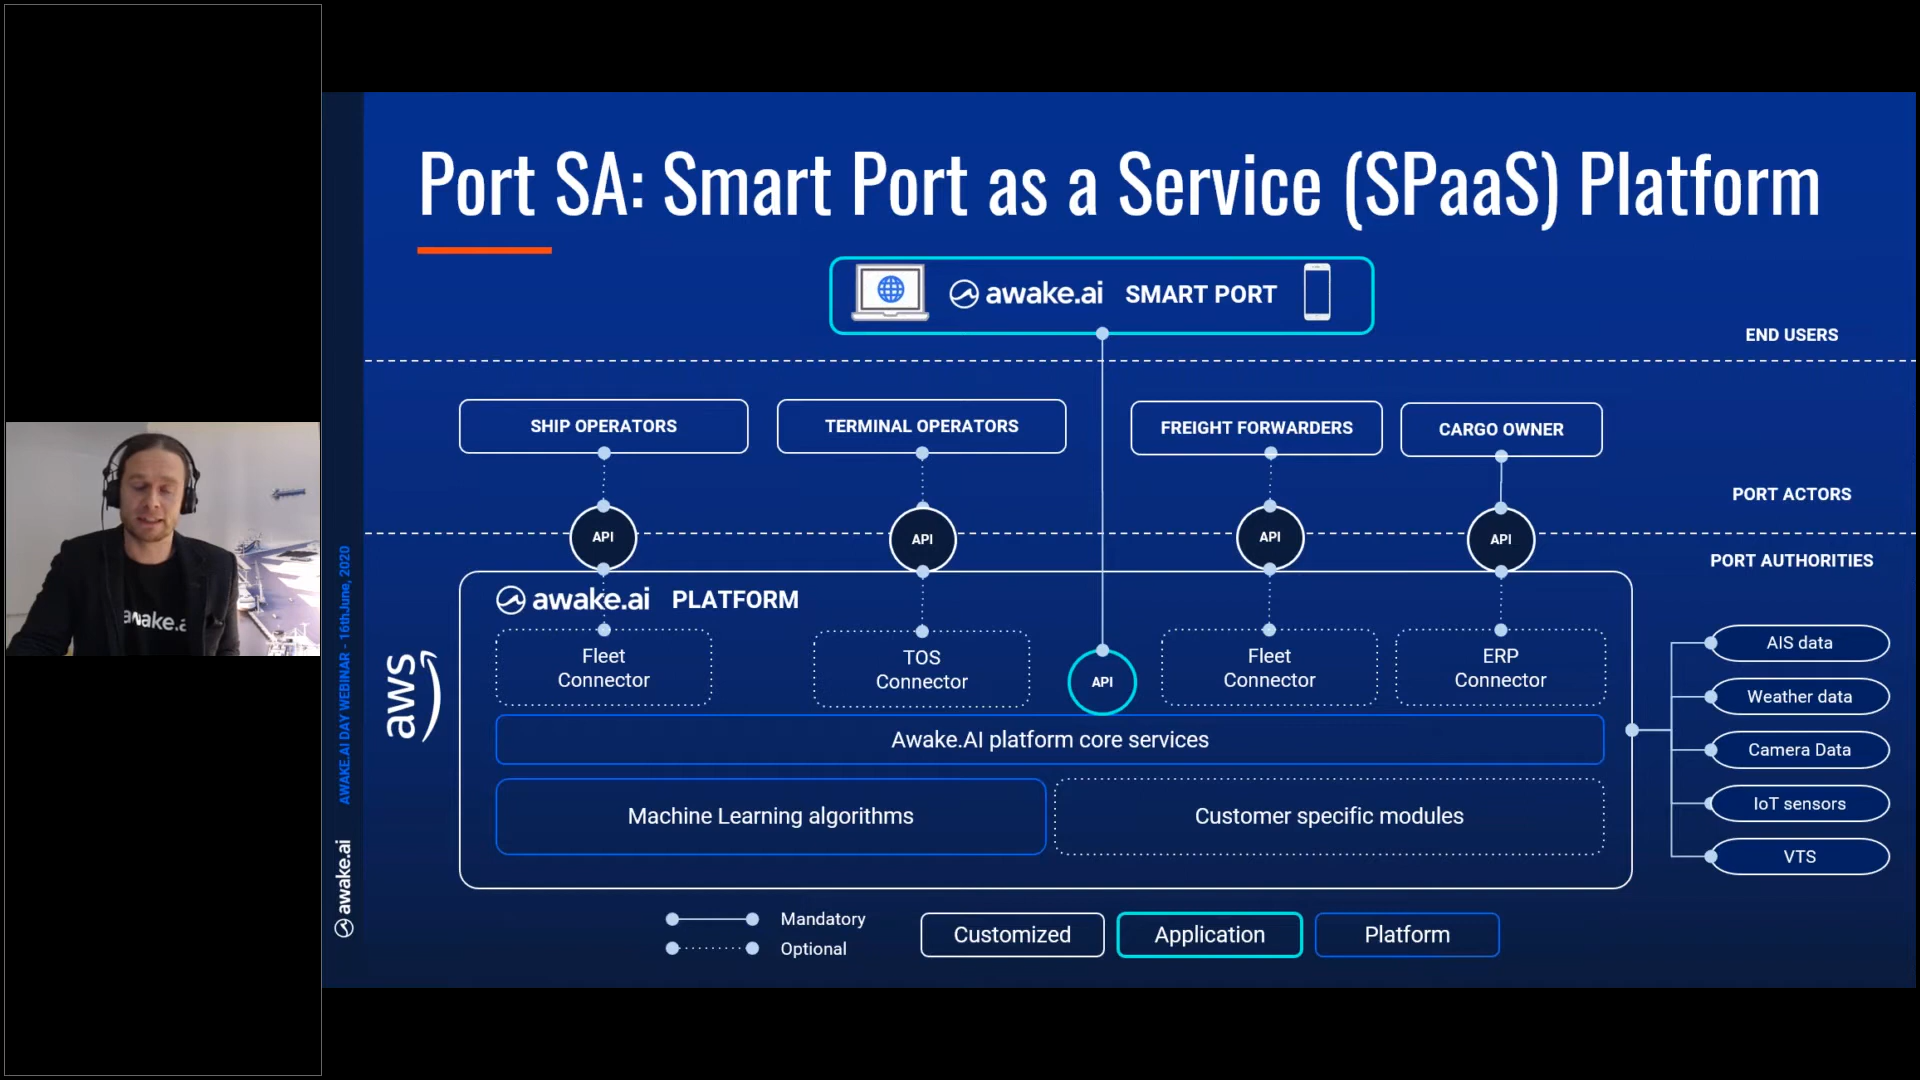 Port SA: Smart Port as a Service (SPaaS) Platform
awake.ai SMART PORT
END USERS
SHIP OPERATORS
TERMINAL OPERATORS
FREIGHT FORWARDERS
CARGO OWNER
PORT ACTORS
API
API
API
API
PORT AUTHORITIES
awake.ai PLATFORM
Fleet
Connector
TOS
Connector
API
Fleet
Connector
ERP
Connector
aws
Awake.AI platform core services
Machine Learning algorithms
Customer specific modules
AIS data
Weather data
Camera Data
IoT sensors
VTS
Mandatory
Optional
Customized
Application
Platform
AWAKE.AI DAY WEBINAR - 16thJune, 2020
awake.ai
awake.a